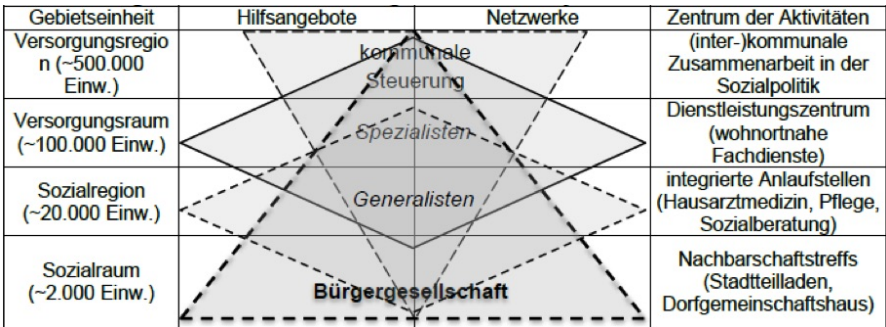 Gebietseinheit Hilfsangebote Netzwerke Zentrum der Aktivitäten
Versorgungsregio
n (~500.000
Einw.)
kommunale
Steuerung
(inter-)kommunale
Zusammenarbeit in der
Sozialpolitik
Versorgungsraum
(~100.000 Einw.)
Spezialisten
Dienstleistungszentrum
(wohnortnahe
Fachdienste)
Sozialregion
(~20.000 Einw.)
Generalisten
integrierte Anlaufstellen
(Hausarztmedizin, Pflege,
Sozialberatung)
Sozialraum
(~2.000 Einw.)
Bürgergesellschaft
Nachbarschaftstreffs
(Stadtteilladen,
Dorfgemeinschaftshaus)